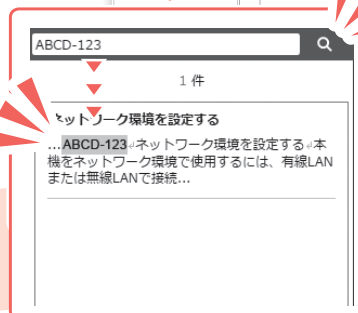 ABCD-123
1 件
ネットワーク環境を設定する
...ABCD-123↵ネットワーク環境を設定する↵本
機をネットワーク環境で使用するには、有線LAN
または無線LANで接続...